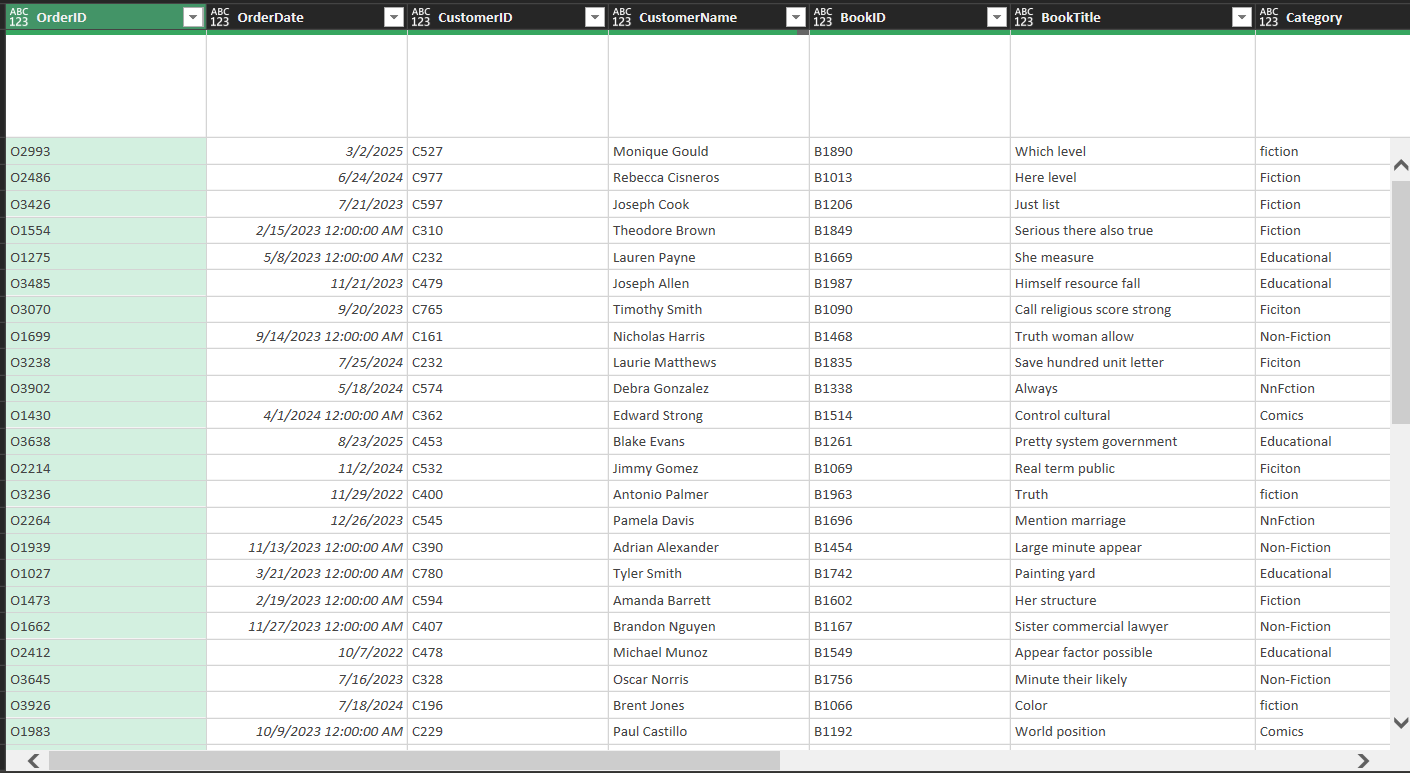 ABC 123 OrderID ABC 123 OrderDate ABC 123 CustomerID ABC 123 CustomerName ABC 123 BookID ABC 123 BookTitle ABC 123 Category
O2993 3/2/2025 C527 Monique Gould B1890 Which level fiction
O2486 6/24/2024 C977 Rebecca Cisneros B1013 Here level Fiction
O3426 7/21/2023 C597 Joseph Cook B1206 Just list Fiction
O1554 2/15/2023 12:00:00 AM C310 Theodore Brown B1849 Serious there also true Fiction
O1275 5/8/2023 12:00:00 AM C232 Lauren Payne B1669 She measure Educational
O3485 11/21/2023 C479 Joseph Allen B1987 Himself resource fall Educational
O3070 9/20/2023 C765 Timothy Smith B1090 Call religious score strong Ficiton
O1699 9/14/2023 12:00:00 AM C161 Nicholas Harris B1468 Truth woman allow Non-Fiction
O3238 7/25/2024 C232 Laurie Matthews B1835 Save hundred unit letter Ficiton
O3902 5/18/2024 C574 Debra Gonzalez B1338 Always NnFction
O1430 4/1/2024 12:00:00 AM C362 Edward Strong B1514 Control cultural Comics
O3638 8/23/2025 C453 Blake Evans B1261 Pretty system government Educational
O2214 11/2/2024 C532 Jimmy Gomez B1069 Real term public Ficiton
O3236 11/29/2022 C400 Antonio Palmer B1963 Truth fiction
O2264 12/26/2023 C545 Pamela Davis B1696 Mention marriage NnFction
O1939 11/13/2023 12:00:00 AM C390 Adrian Alexander B1454 Large minute appear Non-Fiction
O1027 3/21/2023 12:00:00 AM C780 Tyler Smith B1742 Painting yard Educational
O1473 2/19/2023 12:00:00 AM C594 Amanda Barrett B1602 Her structure Fiction
O1662 11/27/2023 12:00:00 AM C407 Brandon Nguyen B1167 Sister commercial lawyer Non-Fiction
O2412 10/7/2022 C478 Michael Munoz B1549 Appear factor possible Educational
O3645 7/16/2023 C328 Oscar Norris B1756 Minute their likely Non-Fiction
O3926 7/18/2024 C196 Brent Jones B1066 Color fiction
O1983 10/9/2023 12:00:00 AM C229 Paul Castillo B1192 World position Comics